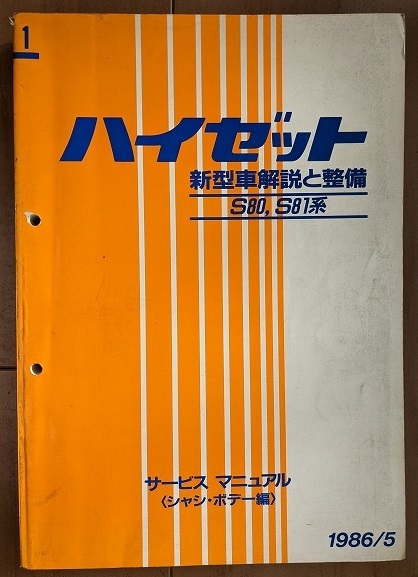 1
ハイゼット
新型車解説と整備
S80, S81系
サービス マニュアル
〈シャシ・ボデー編〉
1986/5